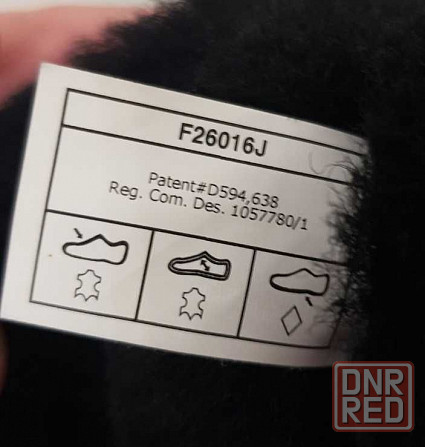 F26016J
Patent#D594,638
Reg. Com. Des. 1057780/1
DNR
RED